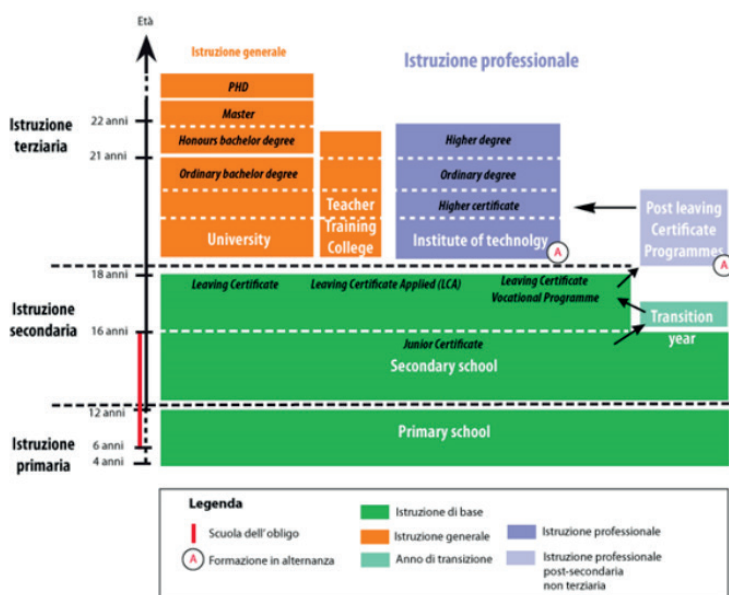 Età
Istruzione generale
Istruzione professionale
PHD
Master
Honours bachelor degree
Ordinary bachelor degree
University
Teacher
Training
College
Higher degree
Ordinary degree
Higher certificate
Institute of technolgy
A
Post leaving
Certificate
Programmes
A
Istruzione
terziaria
22 anni
21 anni
18 anni
Leaving Certificate
Leaving Certificate Applied (LCA)
Leaving Certificate
Vocational Programme
Istruzione
secondaria
16 anni
Transition
year
Junior Certificate
Secondary school
12 anni
Primary school
Istruzione
primaria
6 anni
4 anni
Legenda
Scuola dell'obligo
A Formazione in alternanza
Istruzione di base
Istruzione generale
Anno di transizione
Istruzione professionale
Istruzione professionale
post-secondaria
non terziaria